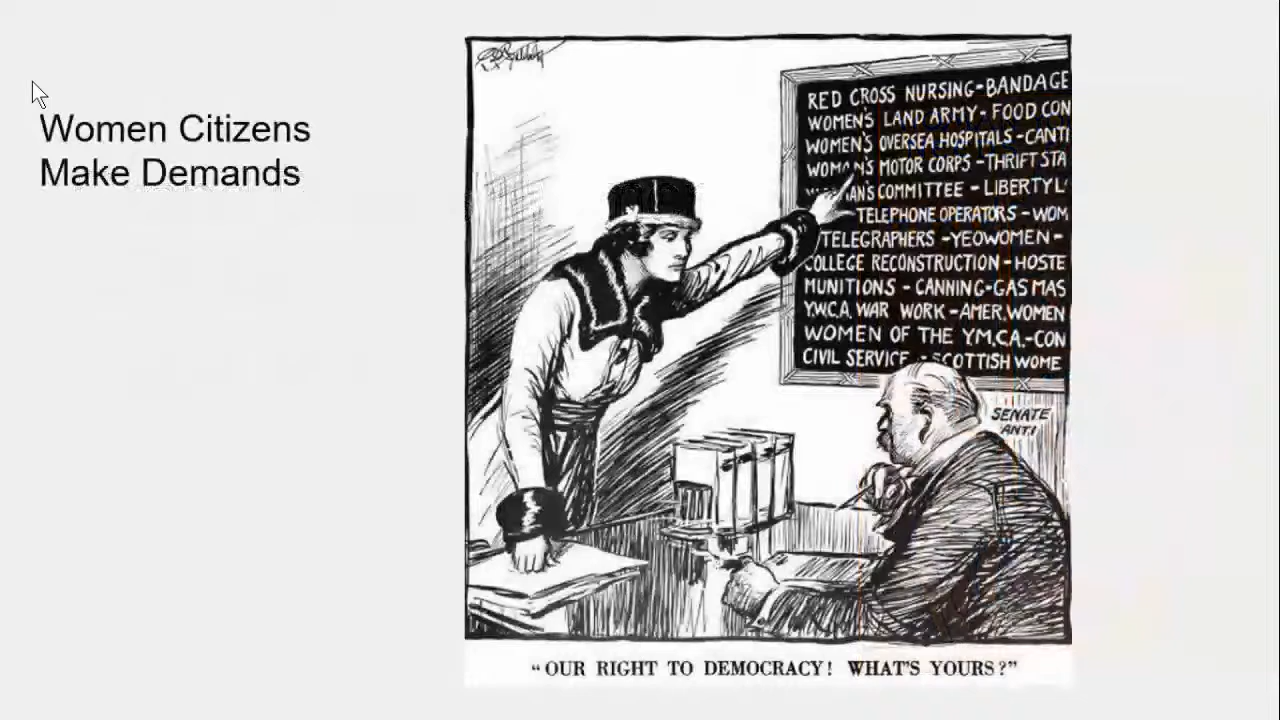 Women Citizens
Make Demands
RED CROSS NURSING-BANDAGE
WOMEN'S LAND ARMY - FOOD CON
WOMEN'S OVERSEA HOSPITALS - CANTI
WOMAN'S MOTOR CORPS - THRIFT STA
MAN'S COMMITTEE - LIBERTY L
TELEPHONE OPERATORS - WOM
TELEGRAPHERS - YEOWOMEN -
COLLEGE RECONSTRUCTION - HOSTE
MUNITIONS - CANNING - GAS MAS
Y.W.C.A. WAR WORK - AMER. WOMEN
WOMEN OF THE Y.M.C.A. - CON
CIVIL SERVICE - SCOTTISH WOME
SENATE
ANTI
"OUR RIGHT TO DEMOCRACY! WHAT'S YOURS?"